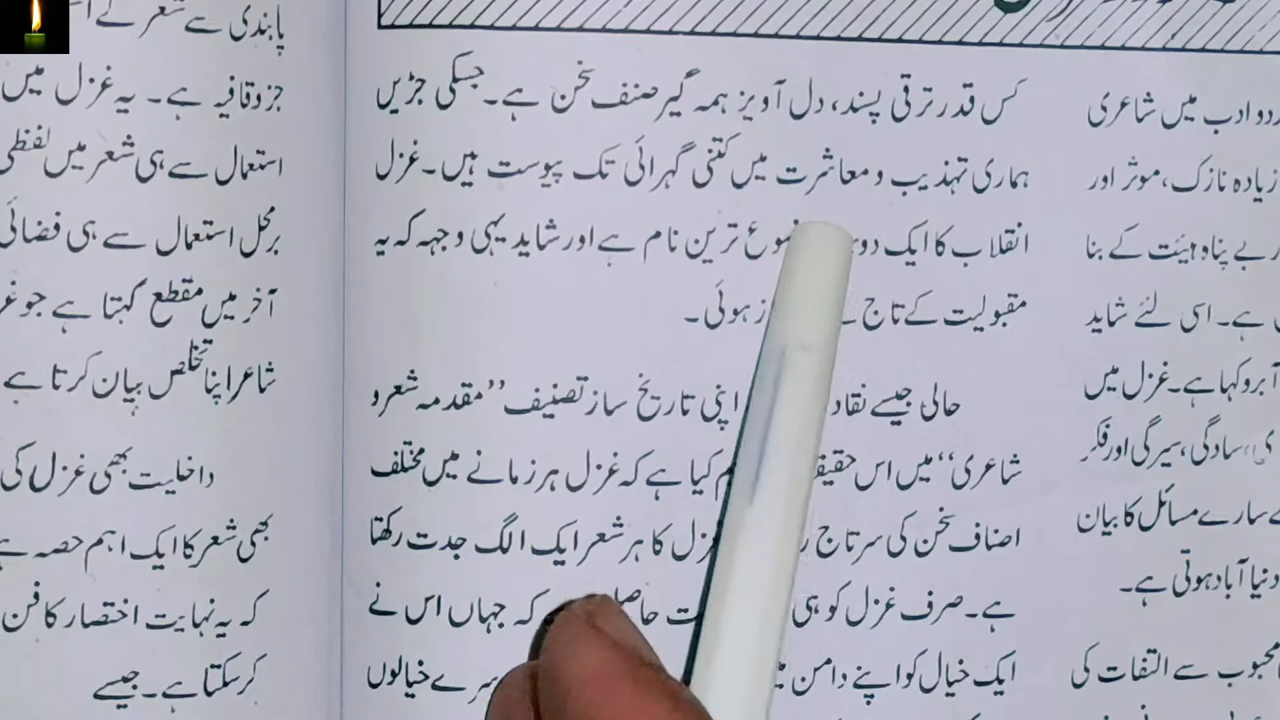 دو ادب میں شاعری
زیادہ نازک، موثر اور
بے پناہ ہیئت کے بنا
ہے۔ اسی لئے شاید
آبرو کہا ہے۔ غزل میں
سادگی، سیرگی اور فکر
سارے مسائل کا بیان
دنیا آباد ہوتی ہے۔
محبوب سے التفات کی
کس قدر ترقی پسند، دل آویز ہمہ گیر صنف سخن ہے۔ جسکی جڑیں
ہماری تہذیب و معاشرت میں کتنی گہرائی تک پیوست ہیں۔ غزل
انقلاب کا ایک ترین نام ہے اور شاید یہی وجہہ کہ یہ
مقبولیت کے تاج ہوئی۔
حالی جیسے نقاد اپنی تاریخ ساز تصنیف ”مقدمہ شعر و
شاعری“ میں اس کیا ہے کہ غزل ہر زمانے میں مختلف
اصناف سخن کی سرتاج کا ہر شعر ایک الگ جدت رکھتا
ہے۔ صرف غزل کو ہی کہ جہاں اس نے
ایک خیال کو اپنے دامن خیالوں
پابندی سے شعر کے
جزو قافیہ ہے۔ یہ غزل میں
استعمال سے ہی شعر میں لفظی
برمحل استعمال سے ہی فضائی
آخر میں مقطع کہتا ہے جو
شاعر اپنا تخلص بیان کرتا ہے
داخلیت بھی غزل کی
بھی شعر کا ایک اہم حصہ ہے
کہ یہ نہایت اختصار کا فن
کر سکتا ہے۔ جیسے